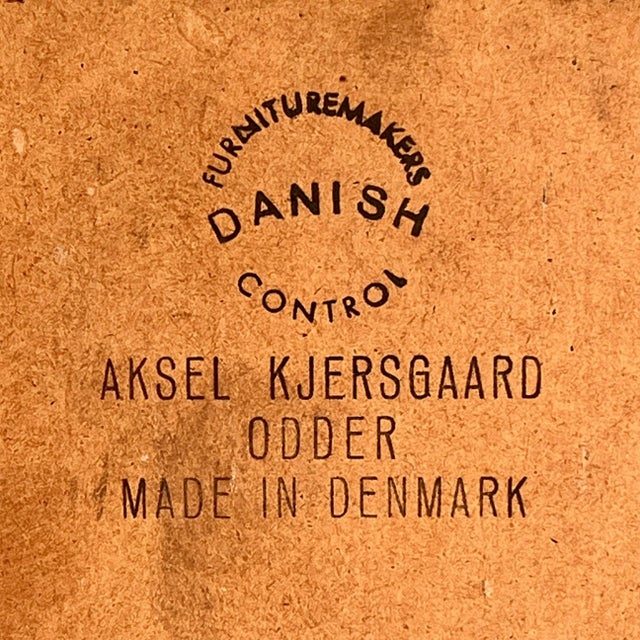 FURNITUREMAKERS
DANISH
CONTROL
AKSEL KJERSGAARD
ODDER
MADE IN DENMARK